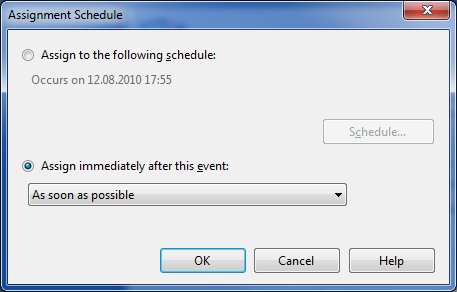 Assignment Schedule
Assign to the following schedule:
Occurs on 12.08.2010 17:55
Schedule...
Assign immediately after this event:
As soon as possible
OK Cancel Help